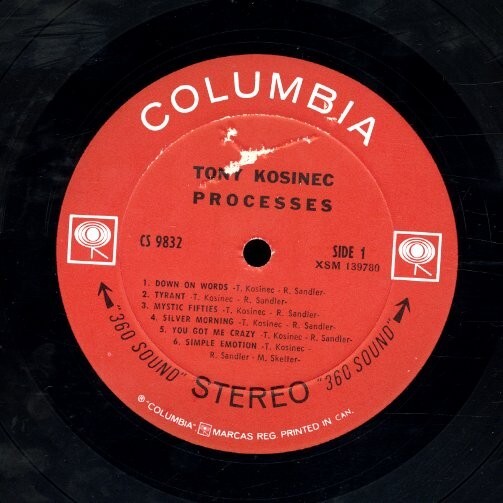 COLUMBIA
TONY KOSINEC
PROCESSES
CS 9832
SIDE 1
XSM 139780
1. DOWN ON WORDS -T. Kosinec - R. Sandler-
2. TYRANT -T. Kosinec - R. Sandler-
3. MYSTIC FIFTIES -T. Kosinec - R. Sandler-
4. SILVER MORNING -T. Kosinec - R. Sandler-
5. YOU GOT ME CRAZY -T. Kosinec - R. Sandler-
6. SIMPLE EMOTION -T. Kosinec -
R. Sandler - M. Skelter-
"360 SOUND" STEREO "360 SOUND"
® "COLUMBIA" MARCAS REG. PRINTED IN CAN.